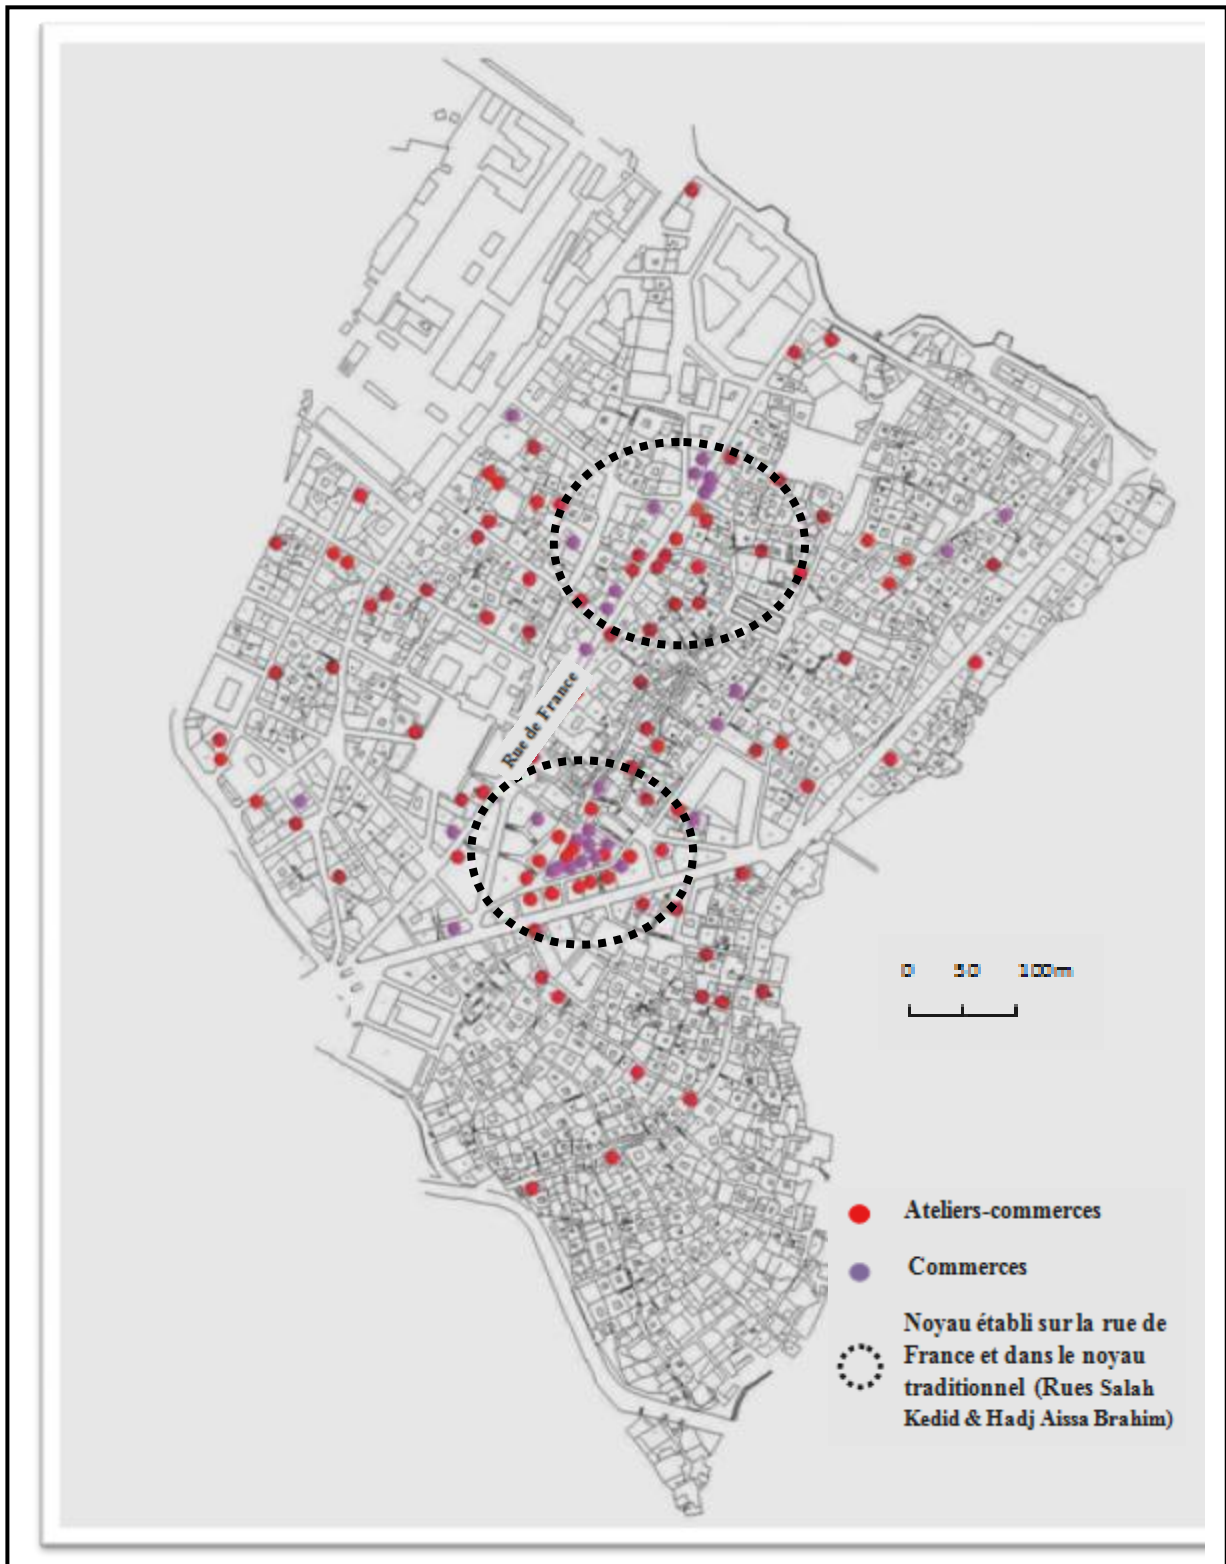 Rue de France
0 50 100m
Ateliers-commerces
Commerces
Noyau établi sur la rue de
France et dans le noyau
traditionnel (Rues Salah
Kedid & Hadj Aissa Brahim)